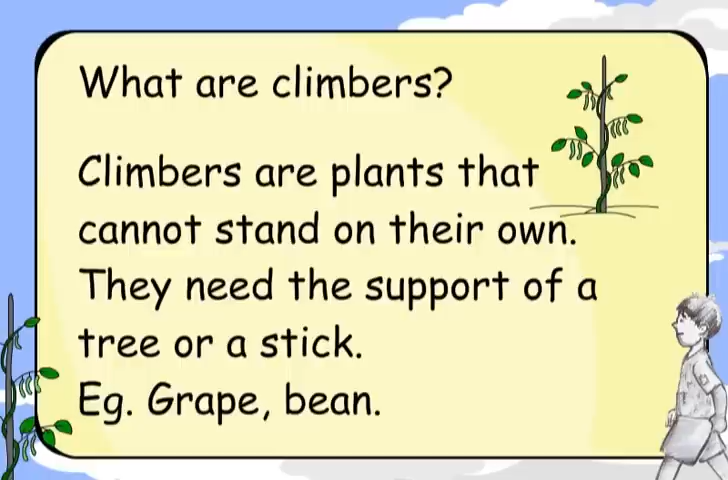 What are climbers?
Climbers are plants that
cannot stand on their own.
They need the support of a
tree or a stick.
Eg. Grape, bean.